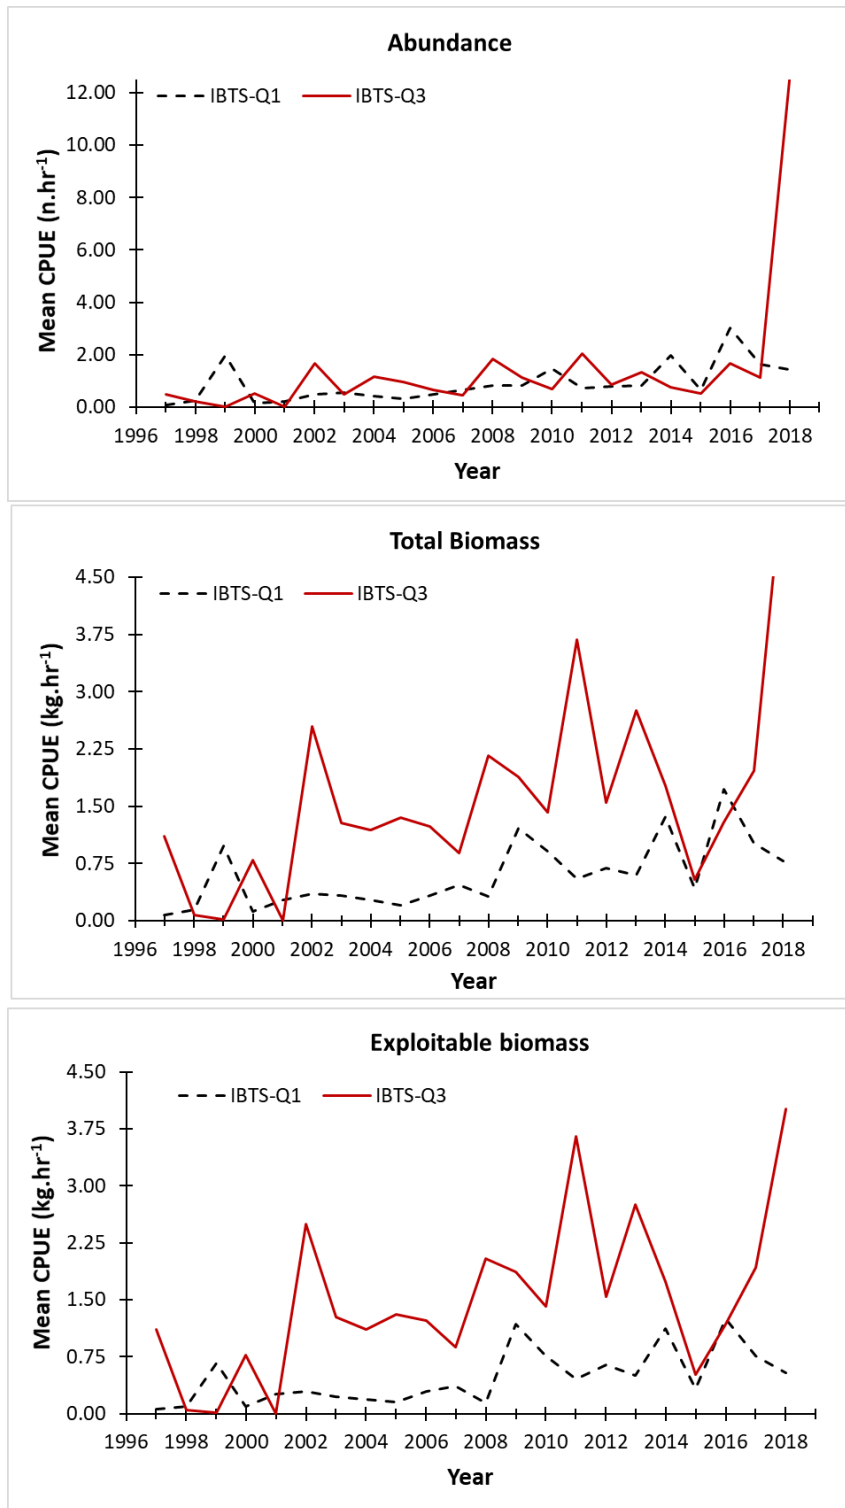 Abundance
IBTS-Q1 IBTS-Q3
Mean CPUE (n.hr⁻¹)
12.00
10.00
8.00
6.00
4.00
2.00
0.00
1996 1998 2000 2002 2004 2006 2008 2010 2012 2014 2016 2018
Year
Total Biomass
IBTS-Q1 IBTS-Q3
Mean CPUE (kg.hr⁻¹)
4.50
3.75
3.00
2.25
1.50
0.75
0.00
1996 1998 2000 2002 2004 2006 2008 2010 2012 2014 2016 2018
Year
Exploitable biomass
IBTS-Q1 IBTS-Q3
Mean CPUE (kg.hr⁻¹)
4.50
3.75
3.00
2.25
1.50
0.75
0.00
1996 1998 2000 2002 2004 2006 2008 2010 2012 2014 2016 2018
Year